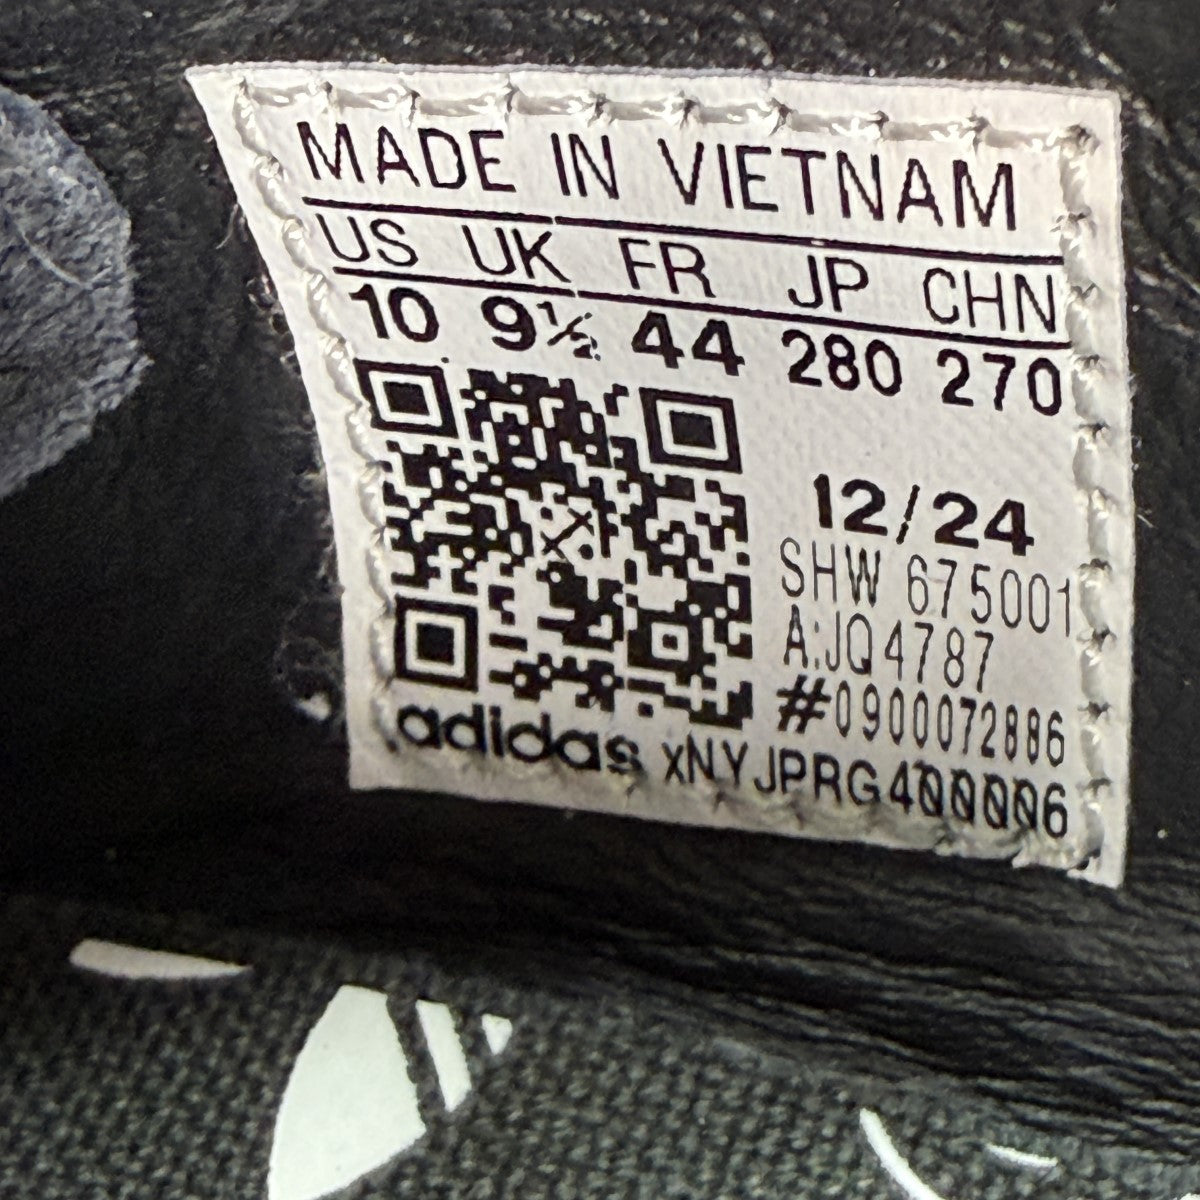 MADE IN VIETNAM
US UK FR JP CHN
10 9½ 44 280 270
12/24
SHW 675001
A:JQ4787
#0900072886
adidas xNYJPRG400006